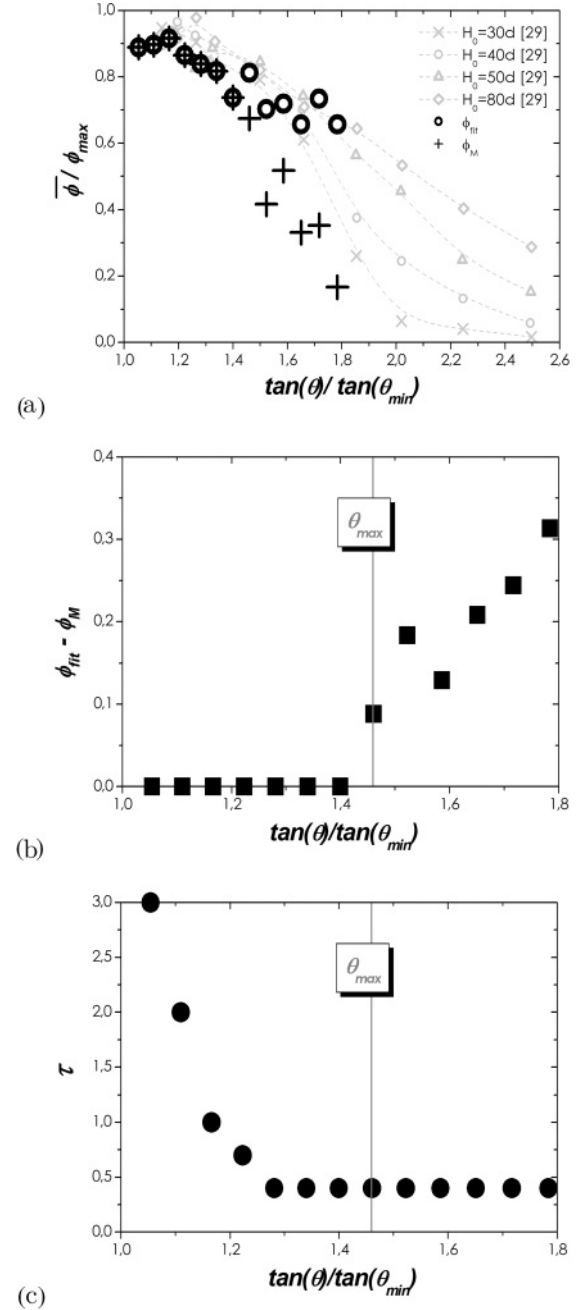 1,0
0,8
0,6
0,4
0,2
0,0
ϕ̅ / ϕmax
H0=30d [29]
H0=40d [29]
H0=50d [29]
H0=80d [29]
ϕfit
ϕM
1,0 1,2 1,4 1,6 1,8 2,0 2,2 2,4 2,6
tan(θ)/ tan(θmin)
(a)
0,4
0,3
0,2
0,1
0,0
ϕfit - ϕM
θmax
1,0 1,2 1,4 1,6 1,8
tan(θ)/tan(θmin)
(b)
3,0
2,5
2,0
1,5
1,0
0,5
0,0
τ
θmax
1,0 1,2 1,4 1,6 1,8
tan(θ)/tan(θmin)
(c)